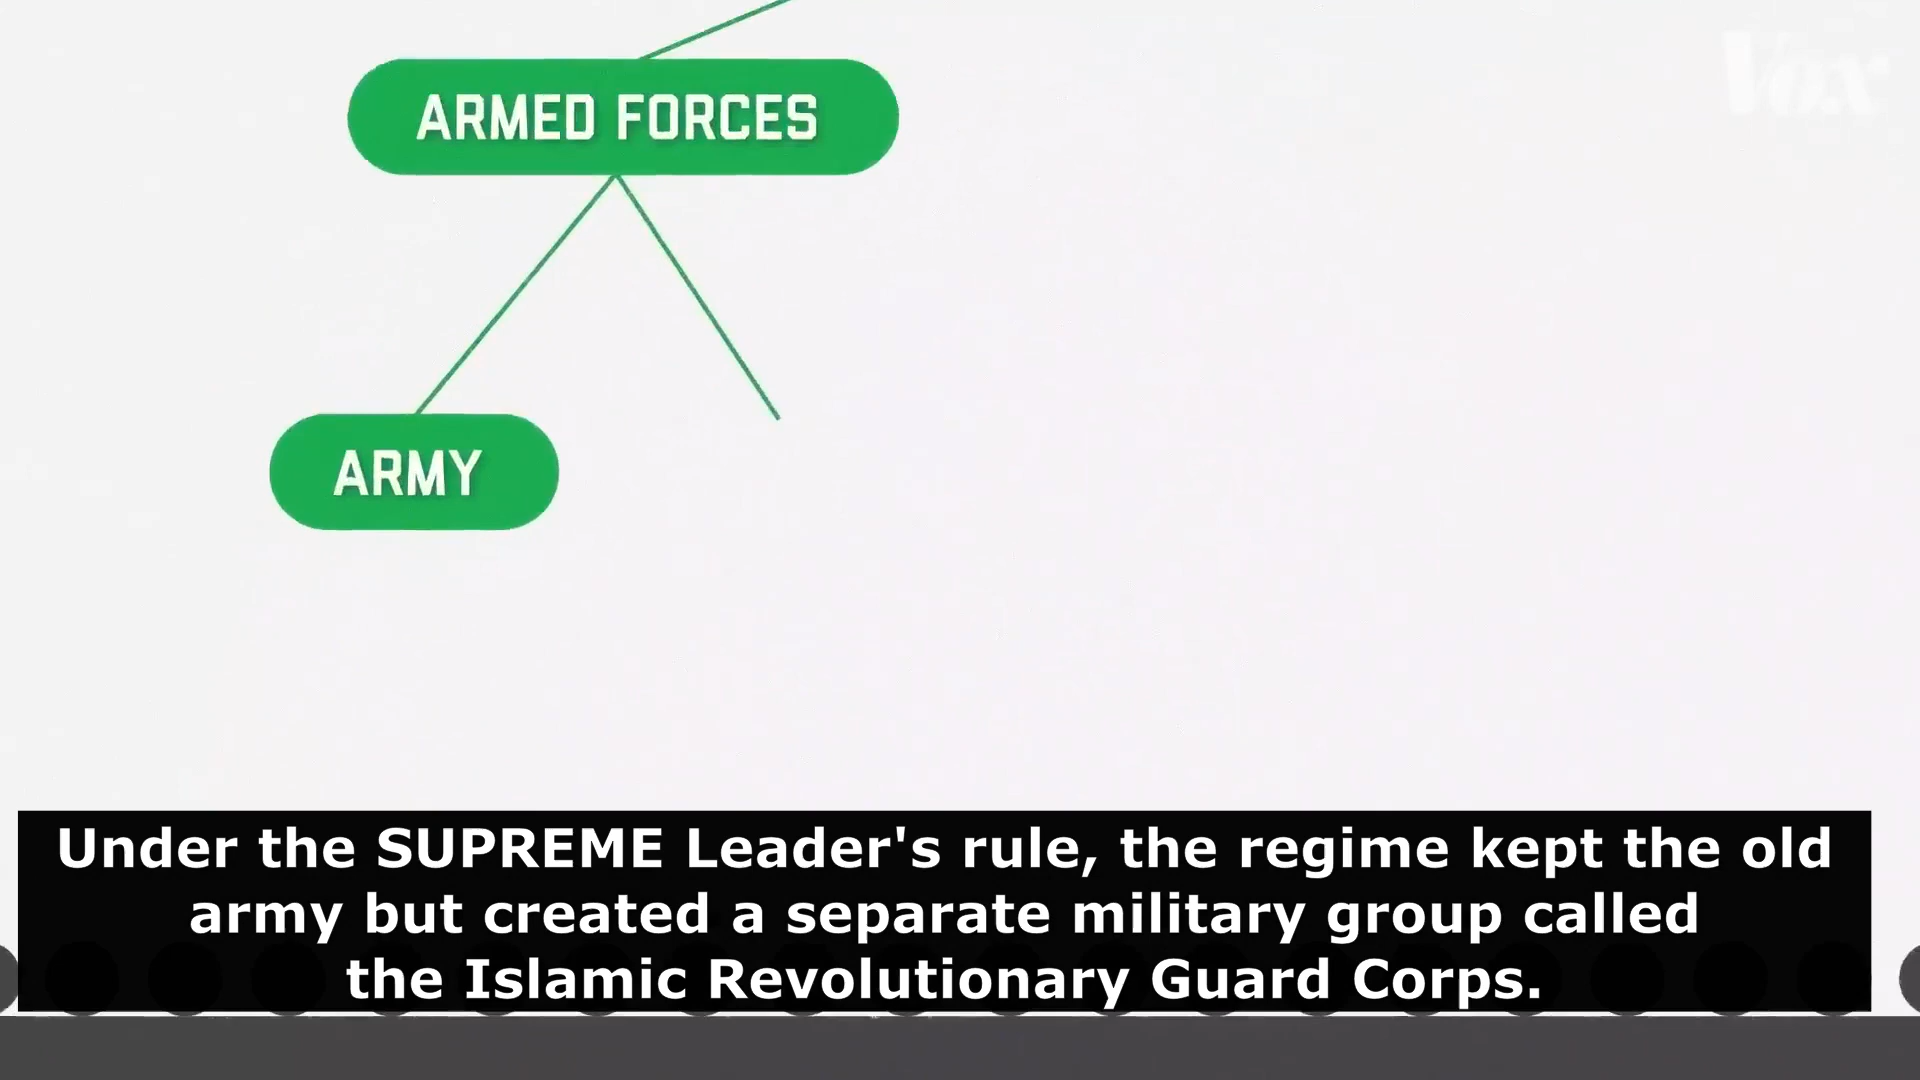 Vox
ARMED FORCES
ARMY
Under the SUPREME Leader's rule, the regime kept the old
army but created a separate military group called
the Islamic Revolutionary Guard Corps.